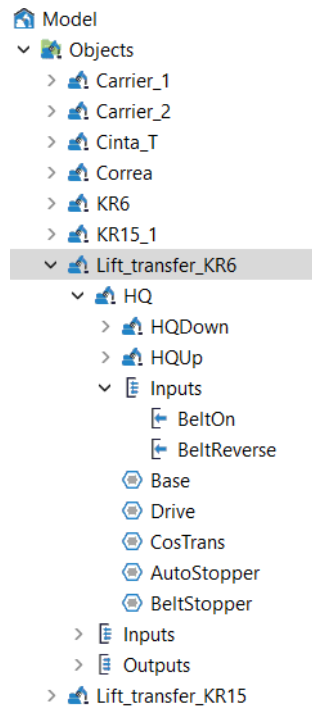 Model
Objects
Carrier_1
Carrier_2
Cinta_T
Correa
KR6
KR15_1
Lift_transfer_KR6
HQ
HQDown
HQUp
Inputs
BeltOn
BeltReverse
Base
Drive
CosTrans
AutoStopper
BeltStopper
Inputs
Outputs
Lift_transfer_KR15